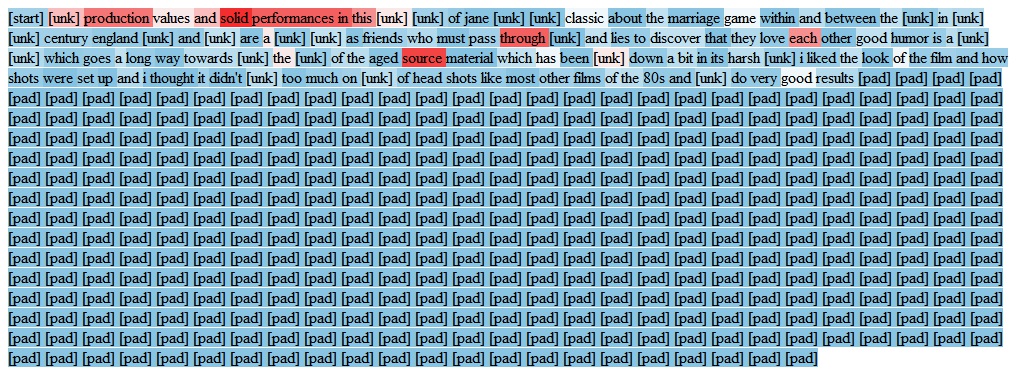 [start] [unk] production values and solid performances in this [unk] [unk] of jane [unk] [unk] classic about the marriage game within and between the [unk] in [unk]
[unk] century england [unk] and [unk] are a [unk] [unk] as friends who must pass through [unk] and lies to discover that they love each other good humor is a [unk]
[unk] which goes a long way towards [unk] the [unk] of the aged source material which has been [unk] down a bit in its harsh [unk] i liked the look of the film and how
shots were set up and i thought it didn't [unk] too much on [unk] of head shots like most other films of the 80s and [unk] do very good results [pad] [pad] [pad] [pad]
[pad] [pad] [pad] [pad] [pad] [pad] [pad] [pad] [pad] [pad] [pad] [pad] [pad] [pad] [pad] [pad] [pad] [pad] [pad] [pad] [pad] [pad] [pad] [pad] [pad] [pad] [pad]
[pad] [pad] [pad] [pad] [pad] [pad] [pad] [pad] [pad] [pad] [pad] [pad] [pad] [pad] [pad] [pad] [pad] [pad] [pad] [pad] [pad] [pad] [pad] [pad] [pad] [pad] [pad]
[pad] [pad] [pad] [pad] [pad] [pad] [pad] [pad] [pad] [pad] [pad] [pad] [pad] [pad] [pad] [pad] [pad] [pad] [pad] [pad] [pad] [pad] [pad] [pad] [pad] [pad] [pad]
[pad] [pad] [pad] [pad] [pad] [pad] [pad] [pad] [pad] [pad] [pad] [pad] [pad] [pad] [pad] [pad] [pad] [pad] [pad] [pad] [pad] [pad] [pad] [pad] [pad] [pad] [pad]
[pad] [pad] [pad] [pad] [pad] [pad] [pad] [pad] [pad] [pad] [pad] [pad] [pad] [pad] [pad] [pad] [pad] [pad] [pad] [pad] [pad] [pad] [pad] [pad] [pad] [pad] [pad]
[pad] [pad] [pad] [pad] [pad] [pad] [pad] [pad] [pad] [pad] [pad] [pad] [pad] [pad] [pad] [pad] [pad] [pad] [pad] [pad] [pad] [pad] [pad] [pad] [pad] [pad] [pad]
[pad] [pad] [pad] [pad] [pad] [pad] [pad] [pad] [pad] [pad] [pad] [pad] [pad] [pad] [pad] [pad] [pad] [pad] [pad] [pad] [pad] [pad] [pad] [pad] [pad] [pad] [pad]
[pad] [pad] [pad] [pad] [pad] [pad] [pad] [pad] [pad] [pad] [pad] [pad] [pad] [pad] [pad] [pad] [pad] [pad] [pad] [pad] [pad] [pad] [pad] [pad] [pad] [pad] [pad]
[pad] [pad] [pad] [pad] [pad] [pad] [pad] [pad] [pad] [pad] [pad] [pad] [pad] [pad] [pad] [pad] [pad] [pad] [pad] [pad] [pad] [pad] [pad] [pad] [pad] [pad] [pad]
[pad] [pad] [pad] [pad] [pad] [pad] [pad] [pad] [pad] [pad] [pad] [pad] [pad] [pad] [pad] [pad] [pad] [pad] [pad] [pad] [pad] [pad] [pad] [pad] [pad] [pad] [pad]
[pad] [pad] [pad] [pad] [pad] [pad] [pad] [pad] [pad] [pad] [pad] [pad] [pad] [pad] [pad] [pad] [pad] [pad] [pad] [pad] [pad] [pad] [pad] [pad] [pad] [pad] [pad]
[pad] [pad] [pad] [pad] [pad] [pad] [pad] [pad] [pad] [pad] [pad] [pad] [pad] [pad] [pad] [pad] [pad] [pad] [pad] [pad] [pad] [pad] [pad] [pad] [pad] [pad] [pad]
[pad] [pad] [pad] [pad] [pad] [pad] [pad] [pad] [pad] [pad] [pad] [pad] [pad] [pad] [pad] [pad] [pad] [pad] [pad] [pad] [pad] [pad] [pad] [pad] [pad] [pad] [pad]
[pad] [pad] [pad] [pad] [pad] [pad] [pad] [pad] [pad] [pad] [pad] [pad] [pad] [pad] [pad] [pad] [pad] [pad] [pad] [pad] [pad] [pad]